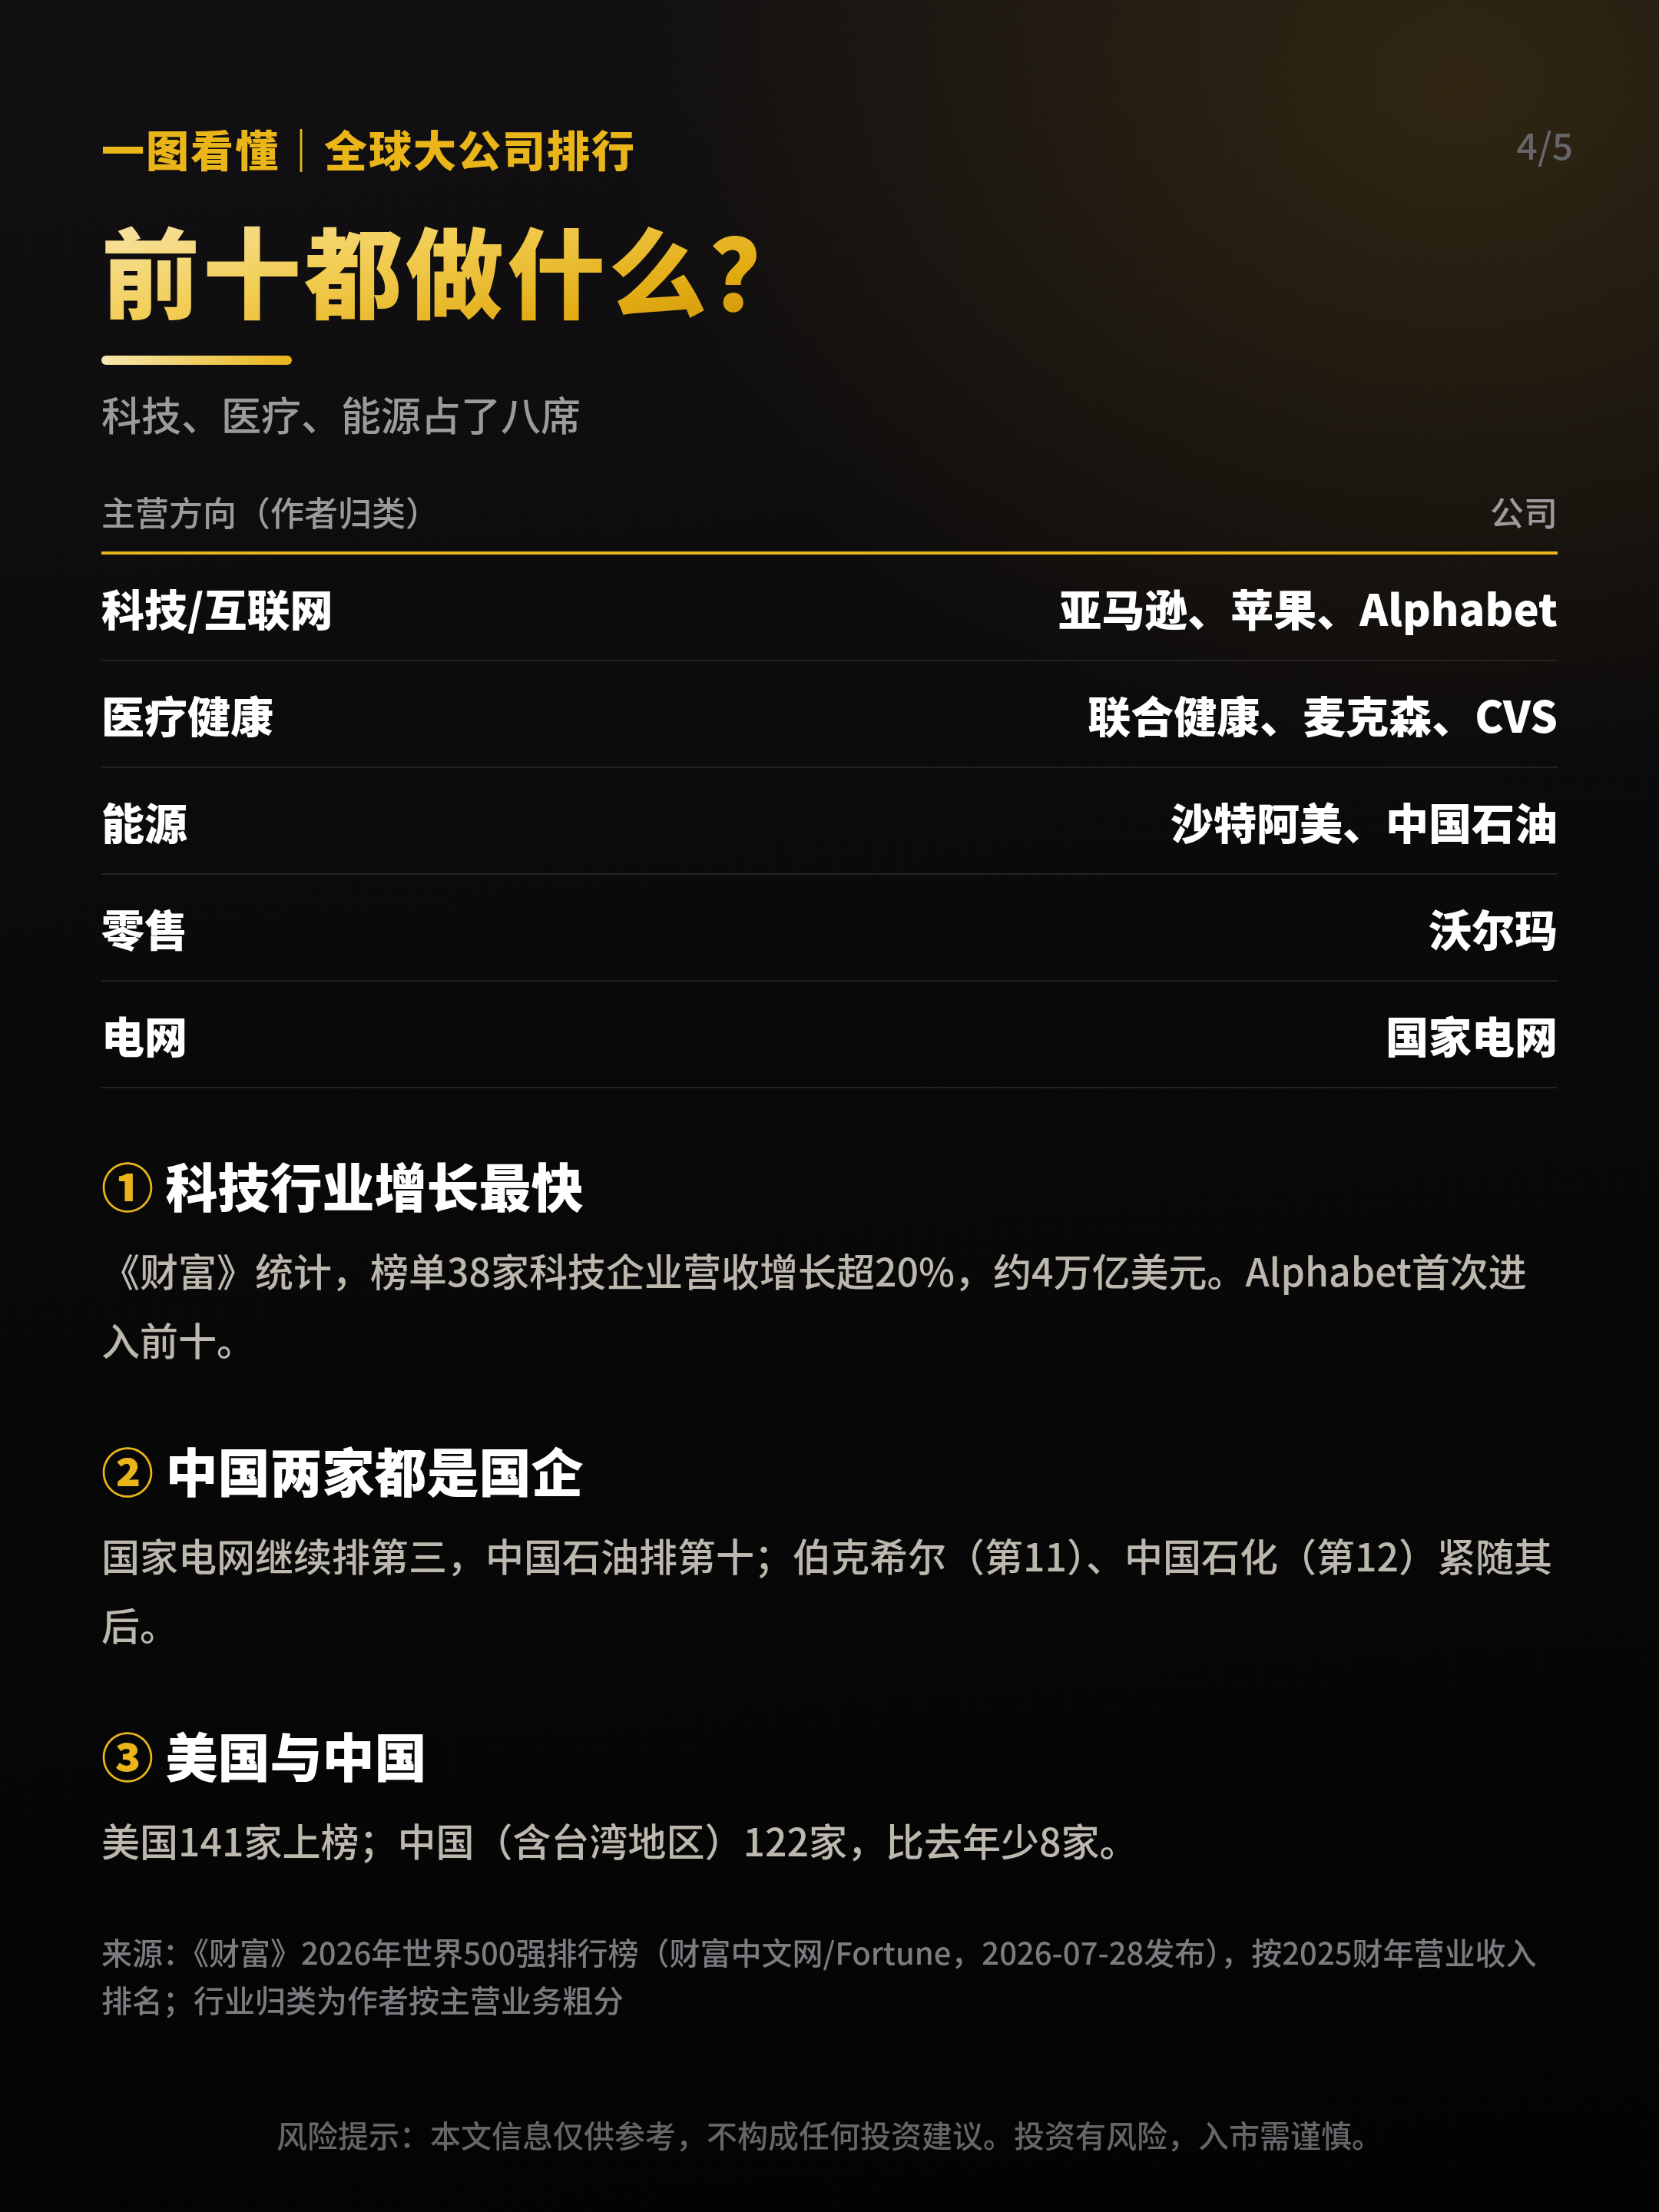 一图看懂｜全球大公司排行
4/5
前十都做什么？
科技、医疗、能源占了八席
主营方向（作者归类） 公司
科技/互联网 亚马逊、苹果、Alphabet
医疗健康 联合健康、麦克森、CVS
能源 沙特阿美、中国石油
零售 沃尔玛
电网 国家电网
① 科技行业增长最快
《财富》统计，榜单38家科技企业营收增长超20%，约4万亿美元。Alphabet首次进
入前十。
② 中国两家都是国企
国家电网继续排第三，中国石油排第十；伯克希尔（第11）、中国石化（第12）紧随其
后。
③ 美国与中国
美国141家上榜；中国（含台湾地区）122家，比去年少8家。
来源：《财富》2026年世界500强排行榜（财富中文网/Fortune，2026-07-28发布），按2025财年营业收入
排名；行业归类为作者按主营业务粗分
风险提示：本文信息仅供参考，不构成任何投资建议。投资有风险，入市需谨慎。